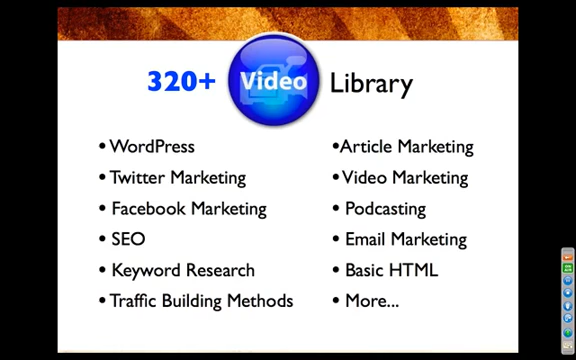 320+ Video Library
• WordPress
• Twitter Marketing
• Facebook Marketing
• SEO
• Keyword Research
• Traffic Building Methods
•Article Marketing
•Video Marketing
• Podcasting
• Email Marketing
• Basic HTML
• More...